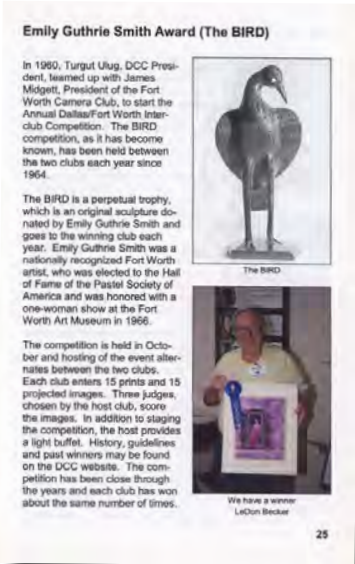 Emily Guthrie Smith Award (The BIRD)
In 1960, Turgut Ulug, DCC Presi-
dent, teamed up with James
Midgett, President of the Fort
Worth Camera Club, to start the
Annual Dallas/Fort Worth Inter-
club Competition. The BIRD
competition, as it has become
known, has been held between
the two clubs each year since
1964.
The BIRD is a perpetual trophy,
which is an original sculpture do-
nated by Emily Guthrie Smith and
goes to the winning club each
year. Emily Guthrie Smith was a
nationally recognized Fort Worth
artist, who was elected to the Hall
of Fame of the Pastel Society of
America and was honored with a
one-woman show at the Fort
Worth Art Museum in 1966.
The competition is held in Octo-
ber and hosting of the event alter-
nates between the two clubs.
Each club enters 15 prints and 15
projected images. Three judges,
chosen by the host club, score
the images. In addition to staging
the competition, the host provides
a light buffet. History, guidelines
and past winners may be found
on the DCC website. The com-
petition has been close through
the years and each club has won
about the same number of times.
The BIRD
We have a winner
LeDon Becker
25